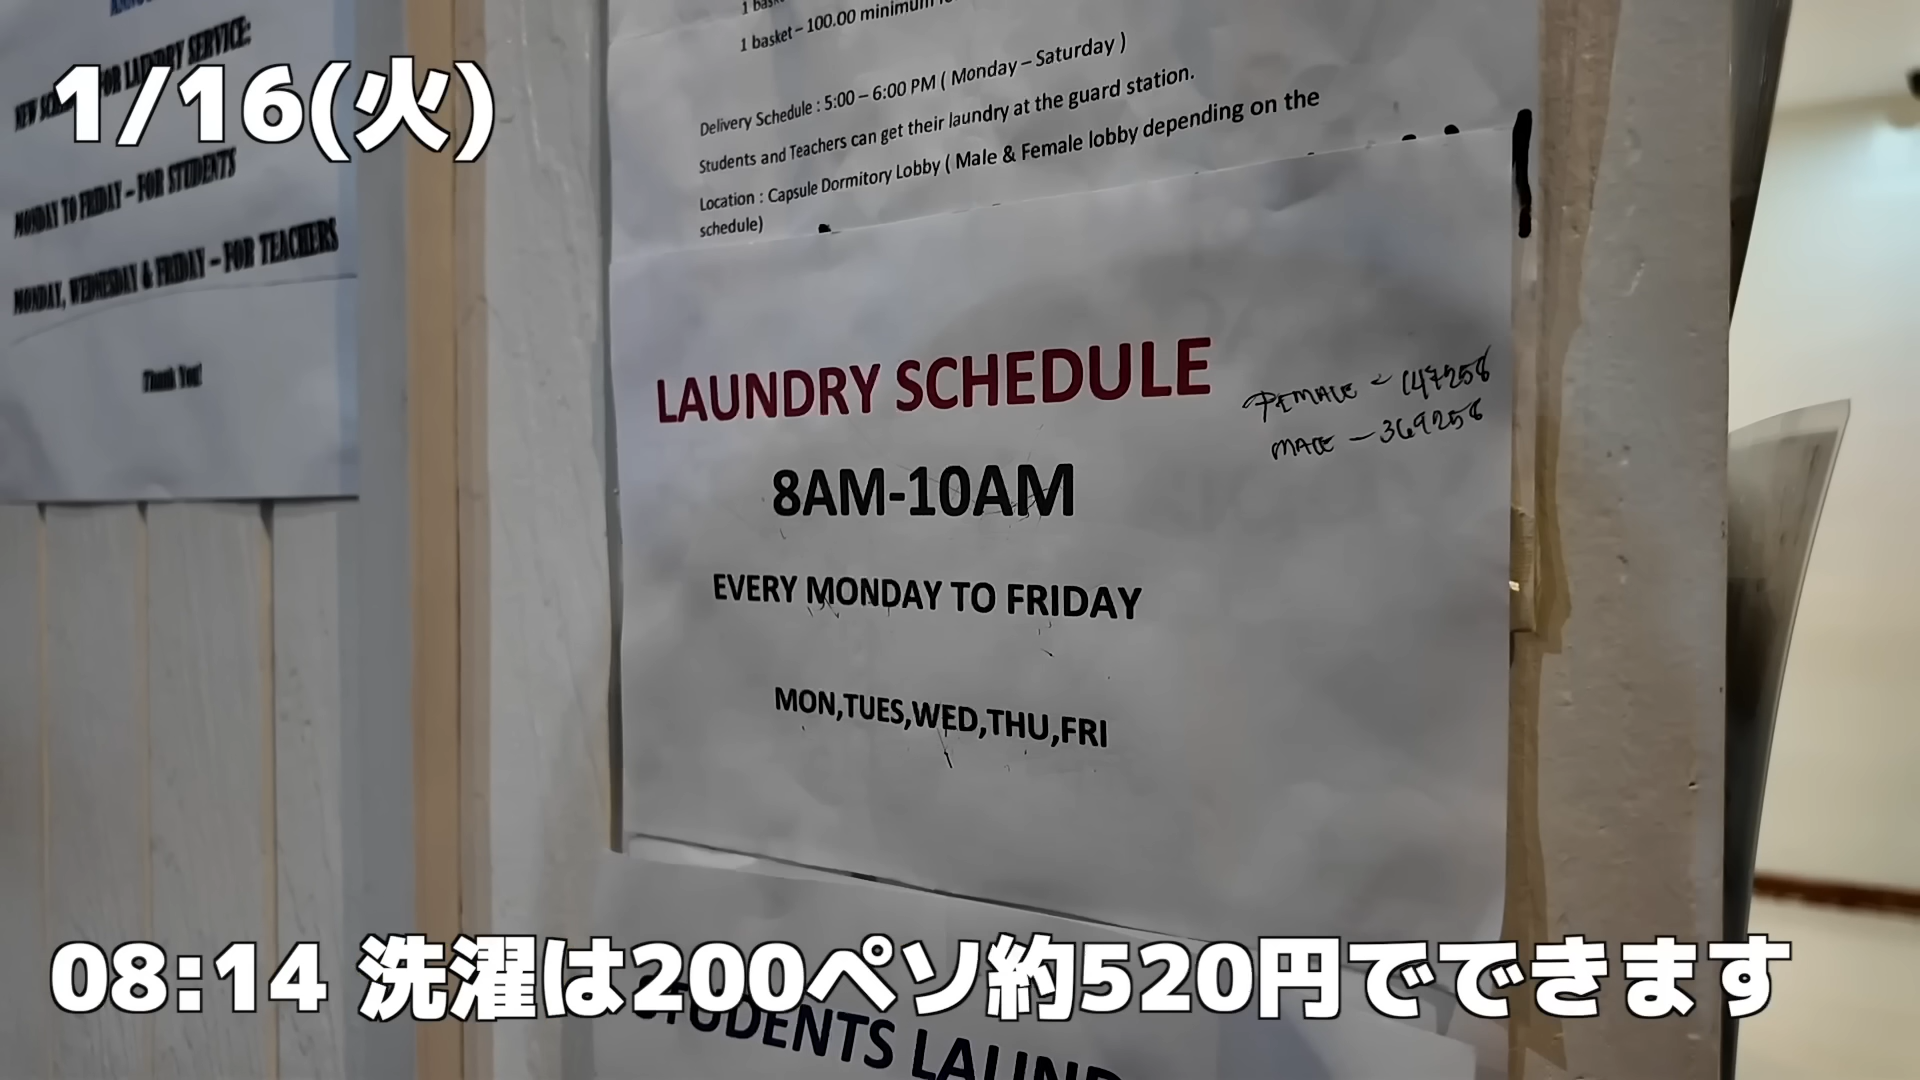 1/16(火)
FOR LAUNDRY SERVICE:
MONDAY TO FRIDAY – FOR STUDENTS
MONDAY, WEDNESDAY & FRIDAY – FOR TEACHERS
Thank You!
1 basket – 100.00 minimum
Delivery Schedule : 5:00 – 6:00 PM ( Monday – Saturday )
Students and Teachers can get their laundry at the guard station.
Location : Capsule Dormitory Lobby ( Male & Female lobby depending on the
schedule)
LAUNDRY SCHEDULE
FEMALE – 147258
MALE – 369258
8AM-10AM
EVERY MONDAY TO FRIDAY
MON,TUES,WED,THU,FRI
08:14 洗濯は200ペソ約520円でできます
STUDENTS